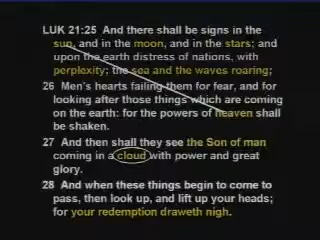 LUK 21:25 And there shall be signs in the
sun, and in the moon, and in the stars; and
upon the earth distress of nations, with
perplexity; the sea and the waves roaring;
26 Men's hearts failing them for fear, and for
looking after those things which are coming
on the earth: for the powers of heaven shall
be shaken.
27 And then shall they see the Son of man
coming in a cloud with power and great
glory.
28 And when these things begin to come to
pass, then look up, and lift up your heads;
for your redemption draweth nigh.